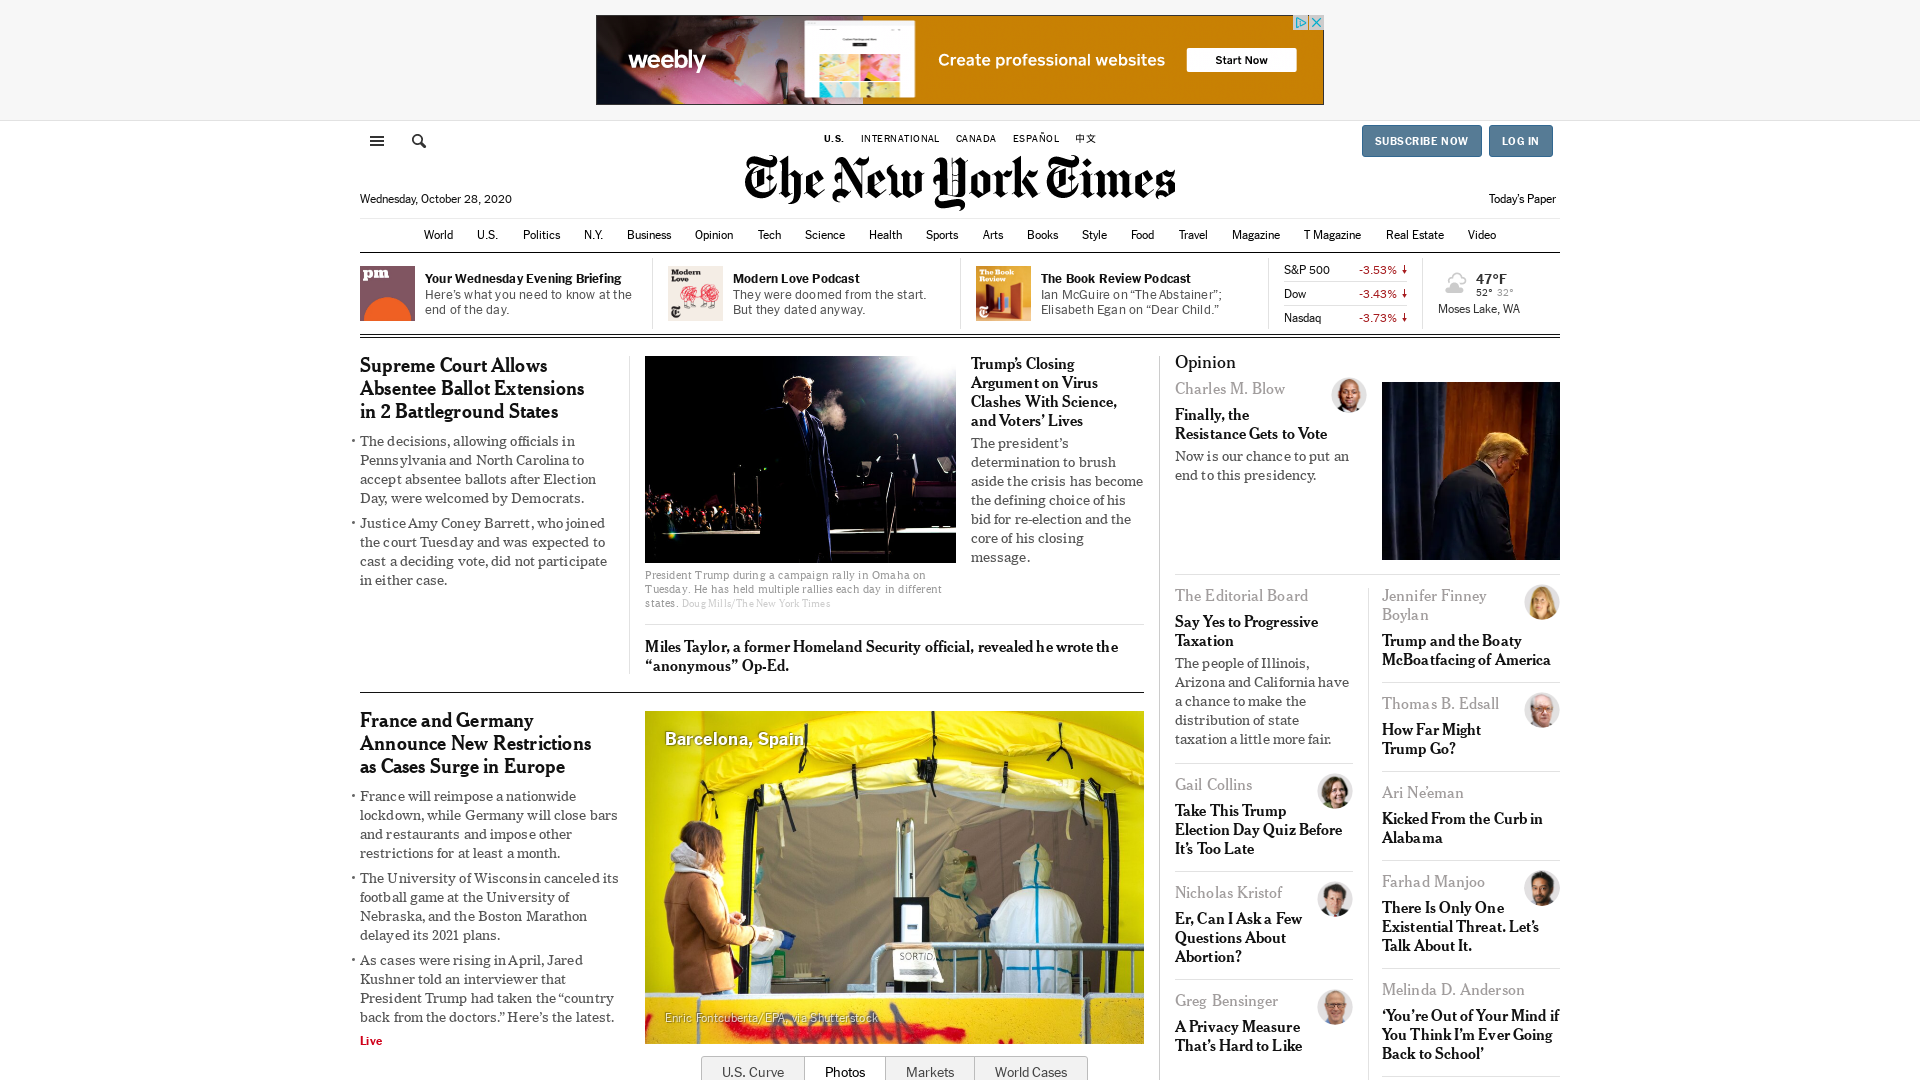 weebly
Create professional websites
Start Now
U.S.
INTERNATIONAL
CANADA
ESPAÑOL
中文
SUBSCRIBE NOW
LOG IN
The New York Times
Wednesday, October 28, 2020
Today's Paper
World
U.S.
Politics
N.Y.
Business
Opinion
Tech
Science
Health
Sports
Arts
Books
Style
Food
Travel
Magazine
T Magazine
Real Estate
Video
pm
Your Wednesday Evening Briefing
Here's what you need to know at the
end of the day.
Modern
Love
Modern Love Podcast
They were doomed from the start.
But they dated anyway.
The Book
Review
The Book Review Podcast
Ian McGuire on “The Abstainer”;
Elisabeth Egan on “Dear Child.”
S&P 500 -3.53%
Dow -3.43%
Nasdaq -3.73%
47°F
52° 32°
Moses Lake, WA
Supreme Court Allows
Absentee Ballot Extensions
in 2 Battleground States
• The decisions, allowing officials in
Pennsylvania and North Carolina to
accept absentee ballots after Election
Day, were welcomed by Democrats.
• Justice Amy Coney Barrett, who joined
the court Tuesday and was expected to
cast a deciding vote, did not participate
in either case.
President Trump during a campaign rally in Omaha on
Tuesday. He has held multiple rallies each day in different
states. Doug Mills/The New York Times
Trump's Closing
Argument on Virus
Clashes With Science,
and Voters' Lives
The president's
determination to brush
aside the crisis has become
the defining choice of his
bid for re-election and the
core of his closing
message.
Miles Taylor, a former Homeland Security official, revealed he wrote the
“anonymous” Op-Ed.
France and Germany
Announce New Restrictions
as Cases Surge in Europe
• France will reimpose a nationwide
lockdown, while Germany will close bars
and restaurants and impose other
restrictions for at least a month.
• The University of Wisconsin canceled its
football game at the University of
Nebraska, and the Boston Marathon
delayed its 2021 plans.
• As cases were rising in April, Jared
Kushner told an interviewer that
President Trump had taken the “country
back from the doctors.” Here's the latest.
Live
Barcelona, Spain
SORTIDA
Enric Fontcuberta/EPA, via Shutterstock
U.S. Curve
Photos
Markets
World Cases
Opinion
Charles M. Blow
Finally, the
Resistance Gets to Vote
Now is our chance to put an
end to this presidency.
The Editorial Board
Say Yes to Progressive
Taxation
The people of Illinois,
Arizona and California have
a chance to make the
distribution of state
taxation a little more fair.
Gail Collins
Take This Trump
Election Day Quiz Before
It's Too Late
Nicholas Kristof
Er, Can I Ask a Few
Questions About
Abortion?
Greg Bensinger
A Privacy Measure
That's Hard to Like
Jennifer Finney
Boylan
Trump and the Boaty
McBoatfacing of America
Thomas B. Edsall
How Far Might
Trump Go?
Ari Ne'eman
Kicked From the Curb in
Alabama
Farhad Manjoo
There Is Only One
Existential Threat. Let's
Talk About It.
Melinda D. Anderson
‘You're Out of Your Mind if
You Think I'm Ever Going
Back to School’